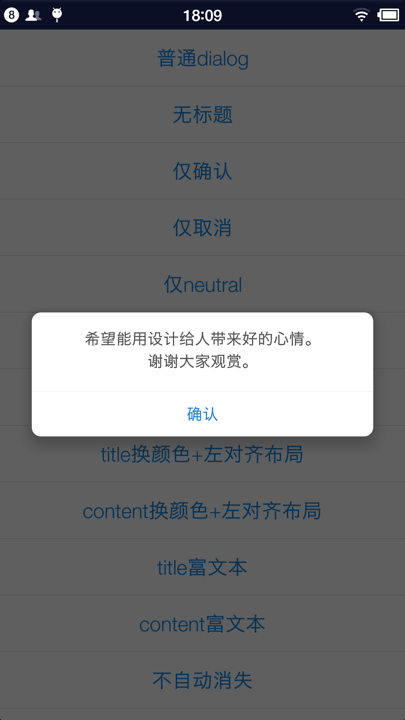 8
18:09
普通dialog
无标题
仅确认
仅取消
仅neutral
希望能用设计给人带来好的心情。
谢谢大家观赏。
确认
title换颜色+左对齐布局
content换颜色+左对齐布局
title富文本
content富文本
不自动消失